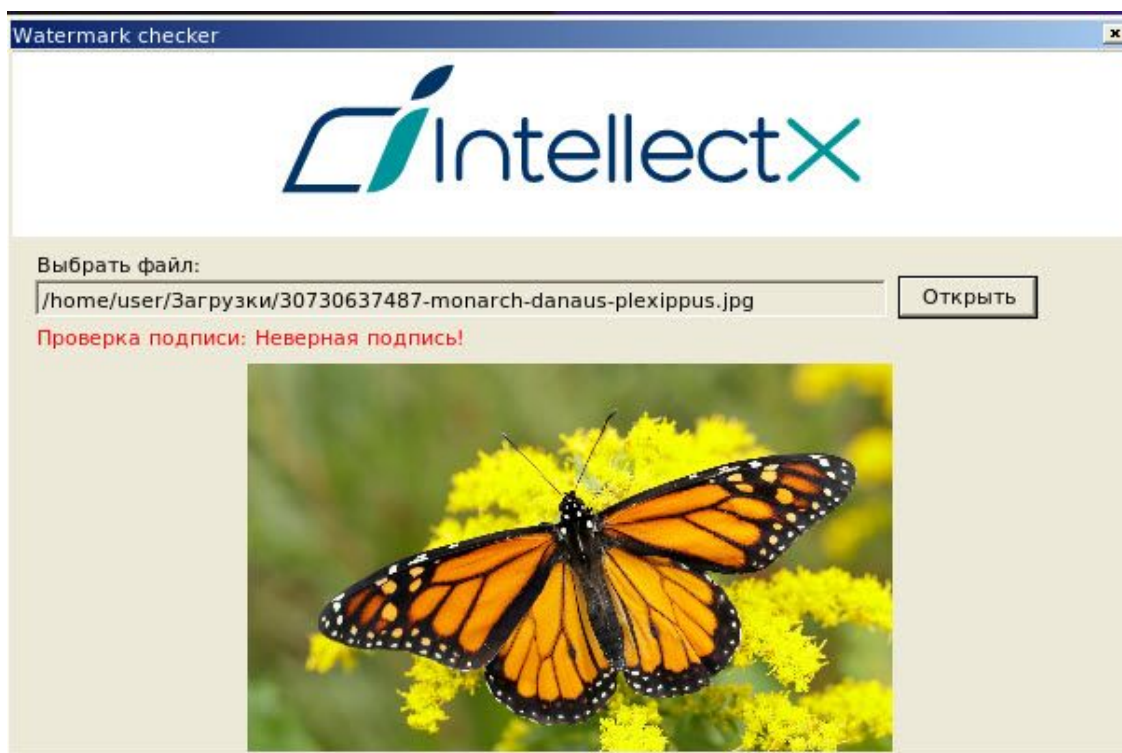 Watermark checker
IntellectX
Выбрать файл:
/home/user/Загрузки/30730637487-monarch-danaus-plexippus.jpg
Открыть
Проверка подписи: Неверная подпись!